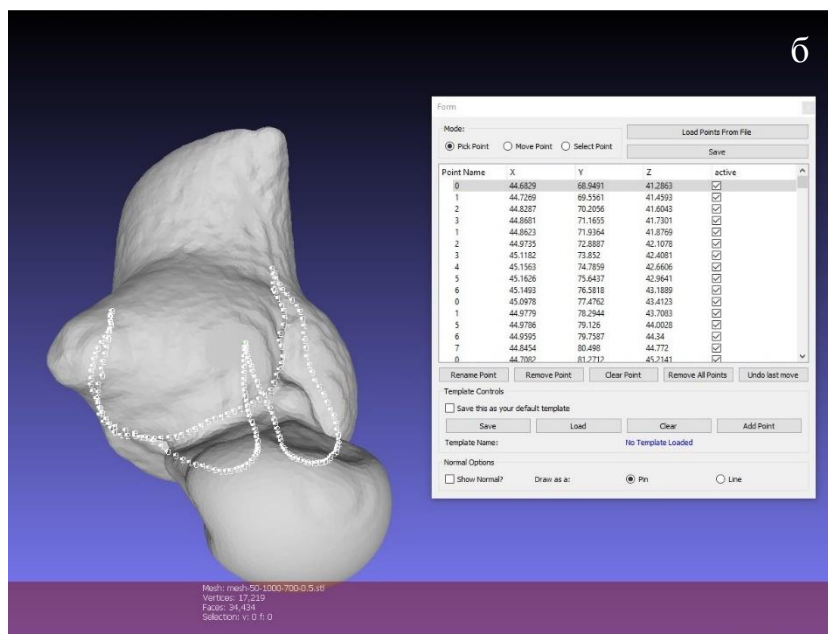 б
Form
Mode:
Pick Point Move Point Select Point
Load Points From File
Save
Point Name X Y Z active
0 44.6829 68.9491 41.2863
1 44.7269 69.5561 41.4593
2 44.8287 70.2056 41.6043
3 44.8681 71.1655 41.7301
1 44.8623 71.9364 41.8769
2 44.9735 72.8887 42.1078
3 45.1182 73.852 42.4081
4 45.1563 74.7859 42.6606
5 45.1626 75.6437 42.9641
6 45.1493 76.5818 43.1889
0 45.0978 77.4762 43.4123
1 44.9779 78.2944 43.7083
5 44.9786 79.126 44.0028
6 44.9595 79.7587 44.34
7 44.8454 80.498 44.772
0 44.7082 81.2712 45.2141
Rename Point Remove Point Clear Point Remove All Points Undo last move
Template Controls
Save this as your default template
Save Load Clear Add Point
Template Name: No Template Loaded
Normal Options
Show Normal? Draw as a: Pin Line
Mesh: mesh-50-1000-700-0.5.stl
Vertices: 17,219
Faces: 34,434
Selection: v: 0 f: 0